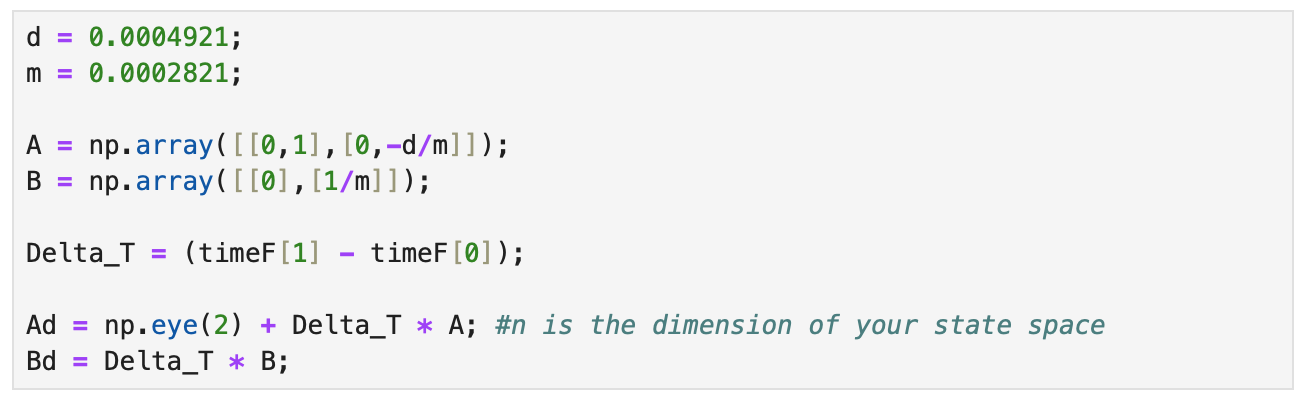 d = 0.0004921;
m = 0.0002821;
A = np.array([[0,1],[0,-d/m]]);
B = np.array([[0],[1/m]]);
Delta_T = (timeF[1] - timeF[0]);
Ad = np.eye(2) + Delta_T * A; #n is the dimension of your state space
Bd = Delta_T * B;